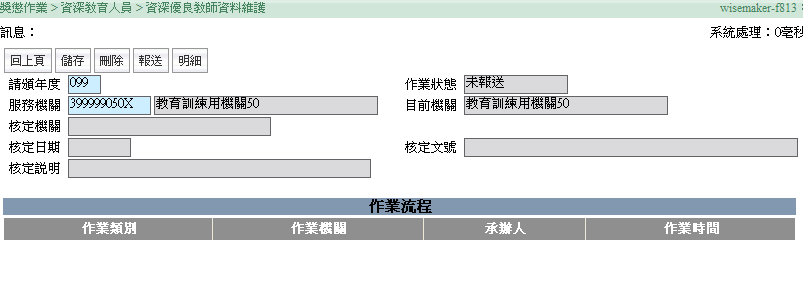 獎懲作業 > 資深教育人員 > 資深優良教師資料維護 wisemaker-f813
訊息： 系統處理：0毫秒
回上頁 儲存 刪除 報送 明細
請頒年度 099 作業狀態 未報送
服務機關 399999050X 教育訓練用機關50 目前機關 教育訓練用機關50
核定機關
核定日期 核定文號
核定說明
作業流程
作業類別 作業機關 承辦人 作業時間